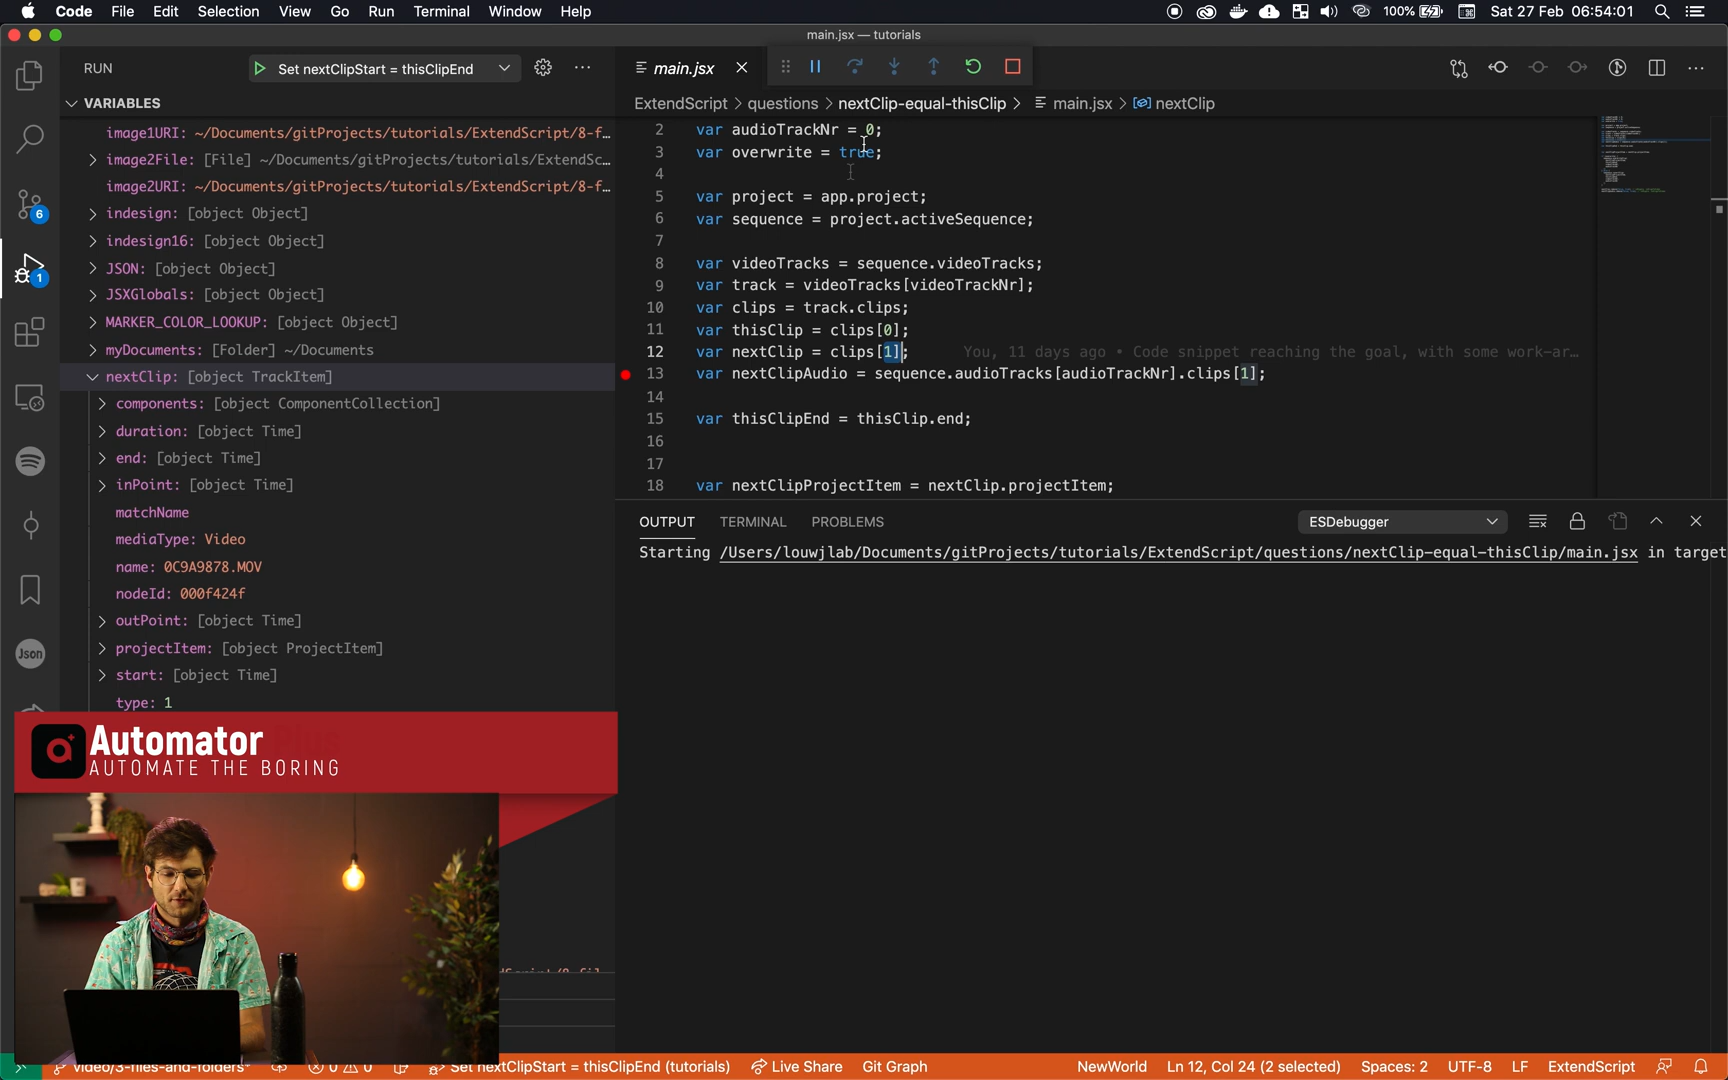 Code File Edit Selection View Go Run Terminal Window Help 100% Sat 27 Feb 06:54:01
main.jsx — tutorials
RUN Set nextClipStart = thisClipEnd
main.jsx
VARIABLES
ExtendScript > questions > nextClip-equal-thisClip > main.jsx > nextClip
image1URI: ~/Documents/gitProjects/tutorials/ExtendScript/8-f…
image2File: [File] ~/Documents/gitProjects/tutorials/ExtendSc…
image2URI: ~/Documents/gitProjects/tutorials/ExtendScript/8-f…
indesign: [object Object]
indesign16: [object Object]
JSON: [object Object]
JSXGlobals: [object Object]
MARKER_COLOR_LOOKUP: [object Object]
myDocuments: [Folder] ~/Documents
nextClip: [object TrackItem]
components: [object ComponentCollection]
duration: [object Time]
end: [object Time]
inPoint: [object Time]
matchName
mediaType: Video
name: 0C9A9878.MOV
nodeId: 000f424f
outPoint: [object Time]
projectItem: [object ProjectItem]
start: [object Time]
type: 1
6
1
Json
2 var audioTrackNr = 0;
3 var overwrite = true;
4
5 var project = app.project;
6 var sequence = project.activeSequence;
7
8 var videoTracks = sequence.videoTracks;
9 var track = videoTracks[videoTrackNr];
10 var clips = track.clips;
11 var thisClip = clips[0];
12 var nextClip = clips[1]; You, 11 days ago • Code snippet reaching the goal, with some work-ar…
13 var nextClipAudio = sequence.audioTracks[audioTrackNr].clips[1];
14
15 var thisClipEnd = thisClip.end;
16
17
18 var nextClipProjectItem = nextClip.projectItem;
OUTPUT TERMINAL PROBLEMS ESDebugger
Starting /Users/louwjlab/Documents/gitProjects/tutorials/ExtendScript/questions/nextClip-equal-thisClip/main.jsx in target
Automator Plus
AUTOMATE THE BORING
video/3-files-and-folders* 0 0 Set nextClipStart = thisClipEnd (tutorials) Live Share Git Graph NewWorld Ln 12, Col 24 (2 selected) Spaces: 2 UTF-8 LF ExtendScript